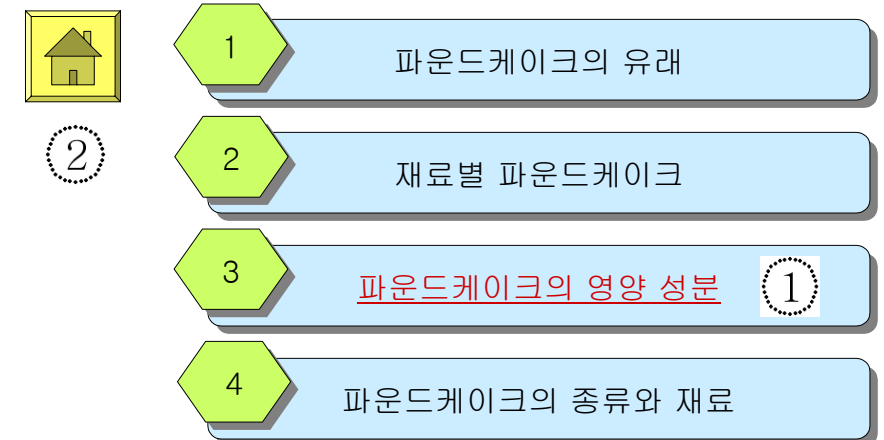 1 파운드케이크의 유래
②
2 재료별 파운드케이크
3 파운드케이크의 영양 성분 ①
4 파운드케이크의 종류와 재료